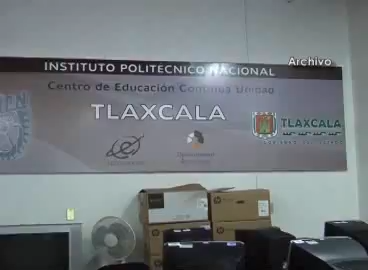 Archivo
INSTITUTO POLITECNICO NACIONAL
Centro de Educación Continua Unidad
TLAXCALA
TLAXCALA